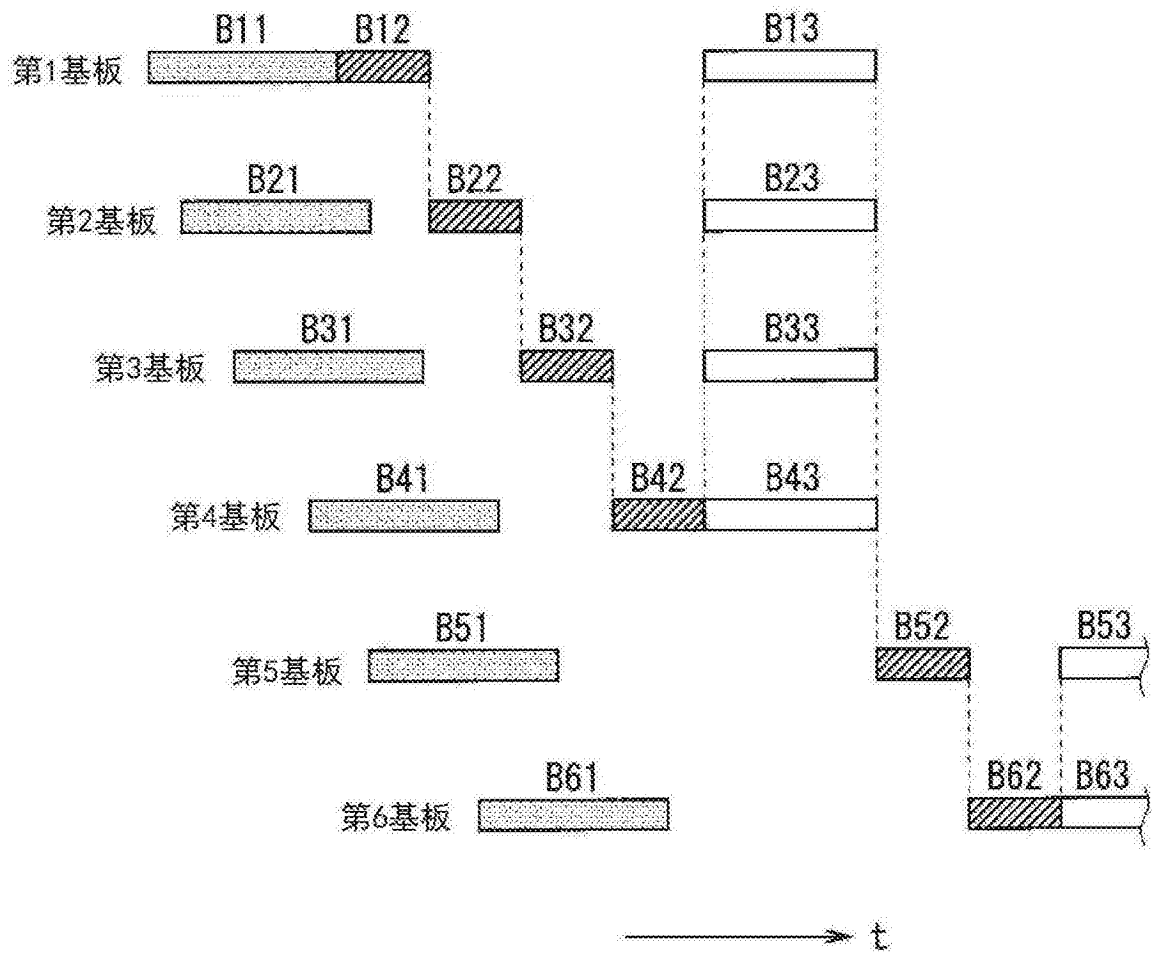 B11 B12 B13
第1基板
B21 B22 B23
第2基板
B31 B32 B33
第3基板
B41 B42 B43
第4基板
B51 B52 B53
第5基板
B61 B62 B63
第6基板
t